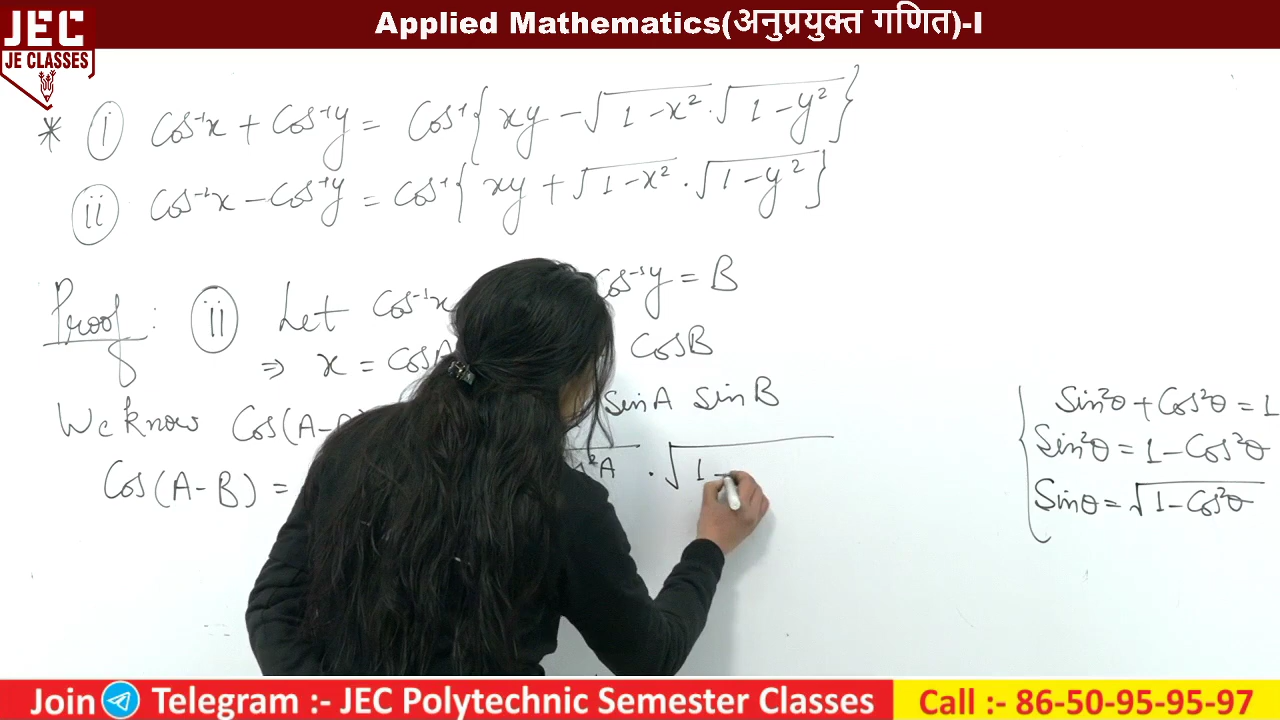 Applied Mathematics(अनुप्रयुक्त गणित)-I
JEC
JE CLASSES
* (i) Cos⁻¹x + Cos⁻¹y = Cos⁻¹{ xy - √1-x² . √1-y² }
(ii) Cos⁻¹x - Cos⁻¹y = Cos⁻¹{ xy + √1-x² . √1-y² }
Proof : (ii) Let Cos⁻¹x Cos⁻¹y = B
⇒ x = CosA CosB
We know Cos(A- SinA SinB
Cos(A-B) = s²A . √1-
Sin²θ + Cos²θ = 1
Sin²θ = 1 - Cos²θ
Sinθ = √1-Cos²θ
Join Telegram :- JEC Polytechnic Semester Classes
Call :- 86-50-95-95-97